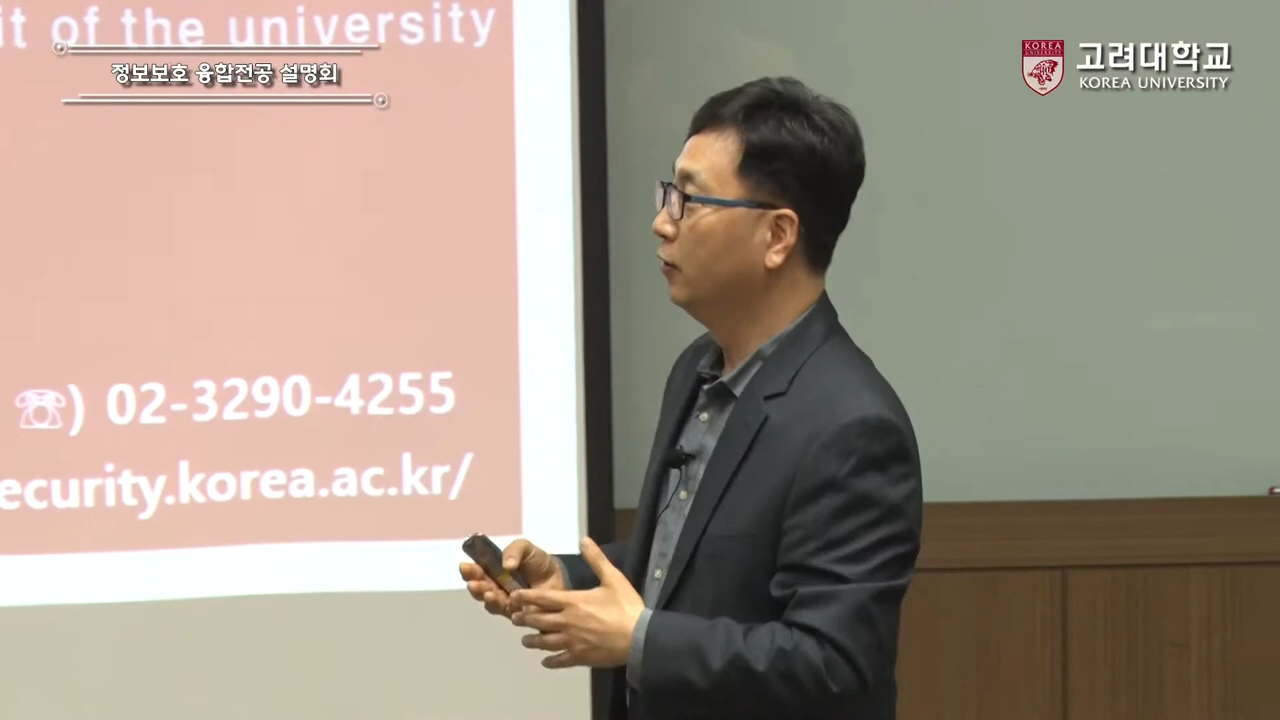 it of the university
정보보호 융합전공 설명회
KOREA
UNIVERSITY
고려대학교
KOREA UNIVERSITY
☏) 02-3290-4255
ecurity.korea.ac.kr/